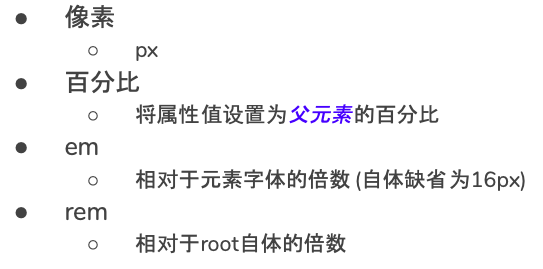 像素
px
百分比
将属性值设置为父元素的百分比
em
相对于元素字体的倍数 (自体缺省为16px)
rem
相对于root自体的倍数